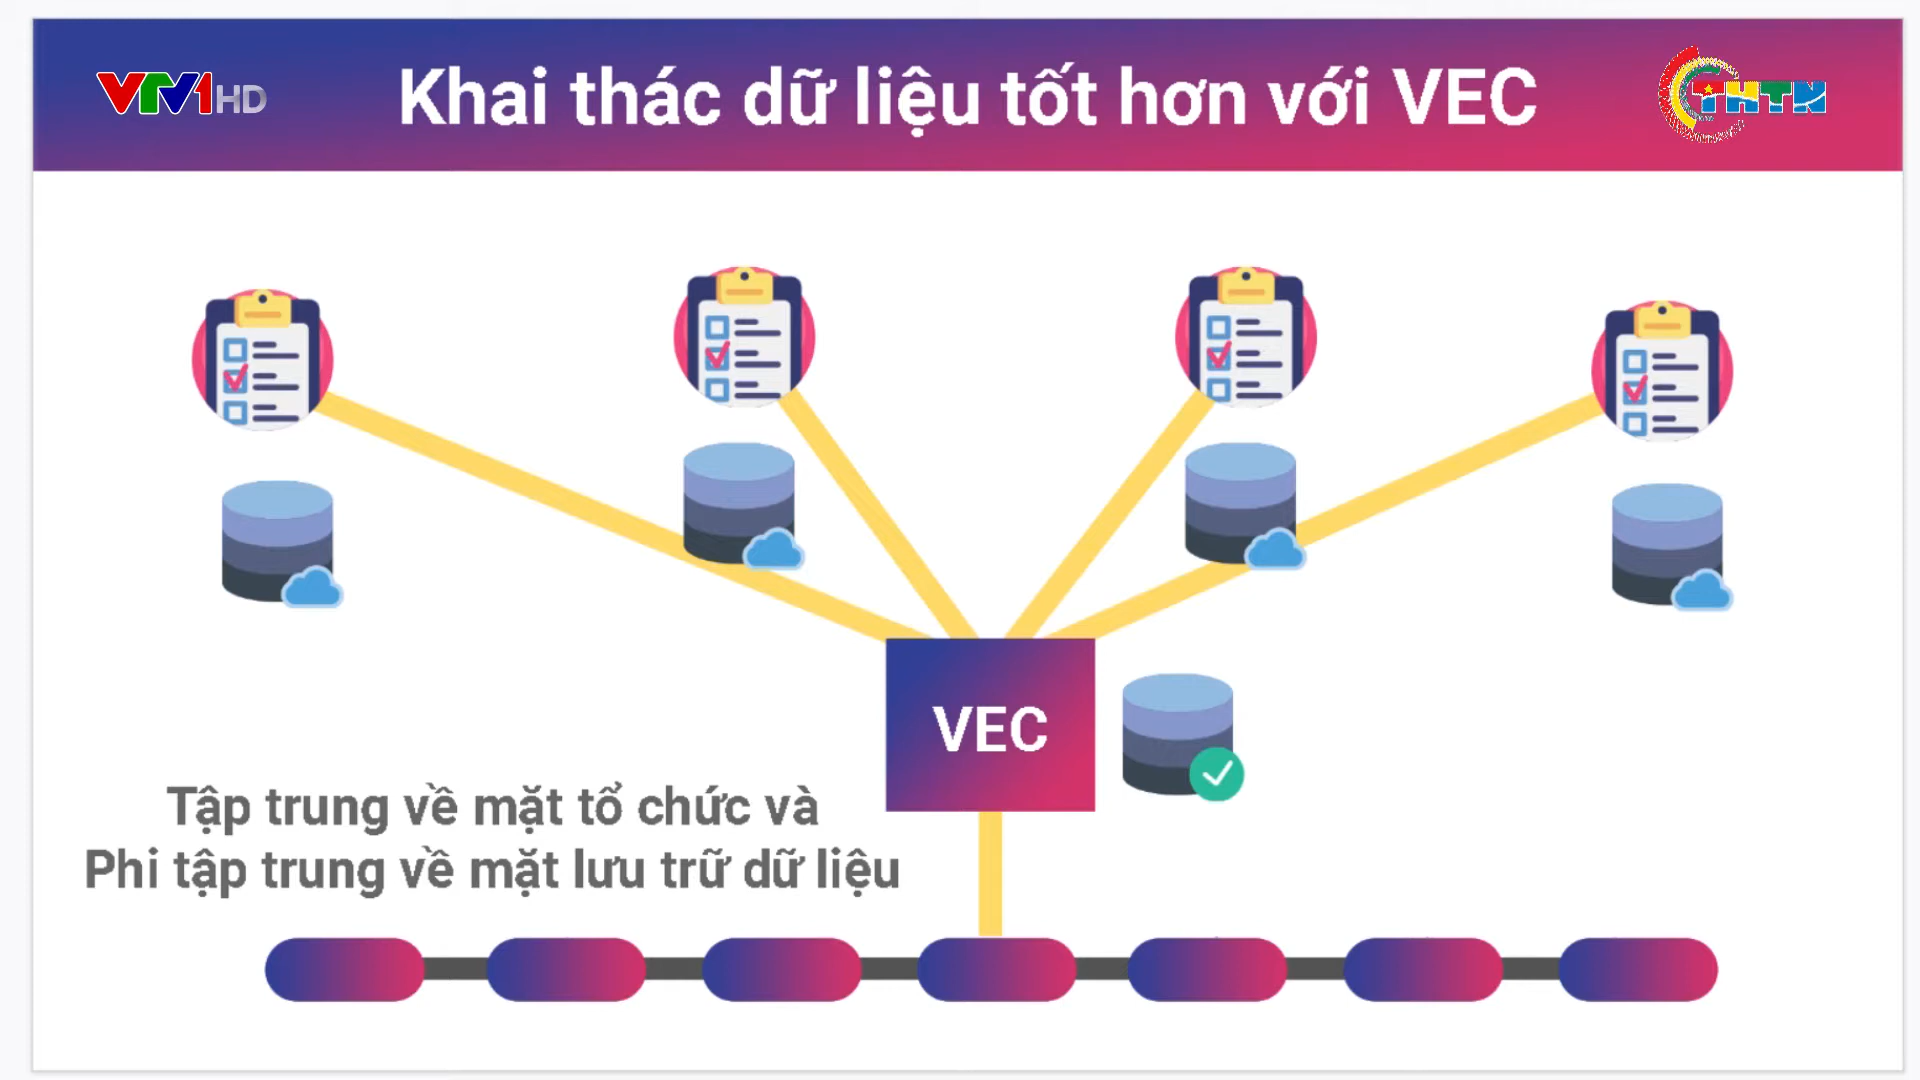 VTV1HD
Khai thác dữ liệu tốt hơn với VEC
THTN
VEC
Tập trung về mặt tổ chức và
Phi tập trung về mặt lưu trữ dữ liệu